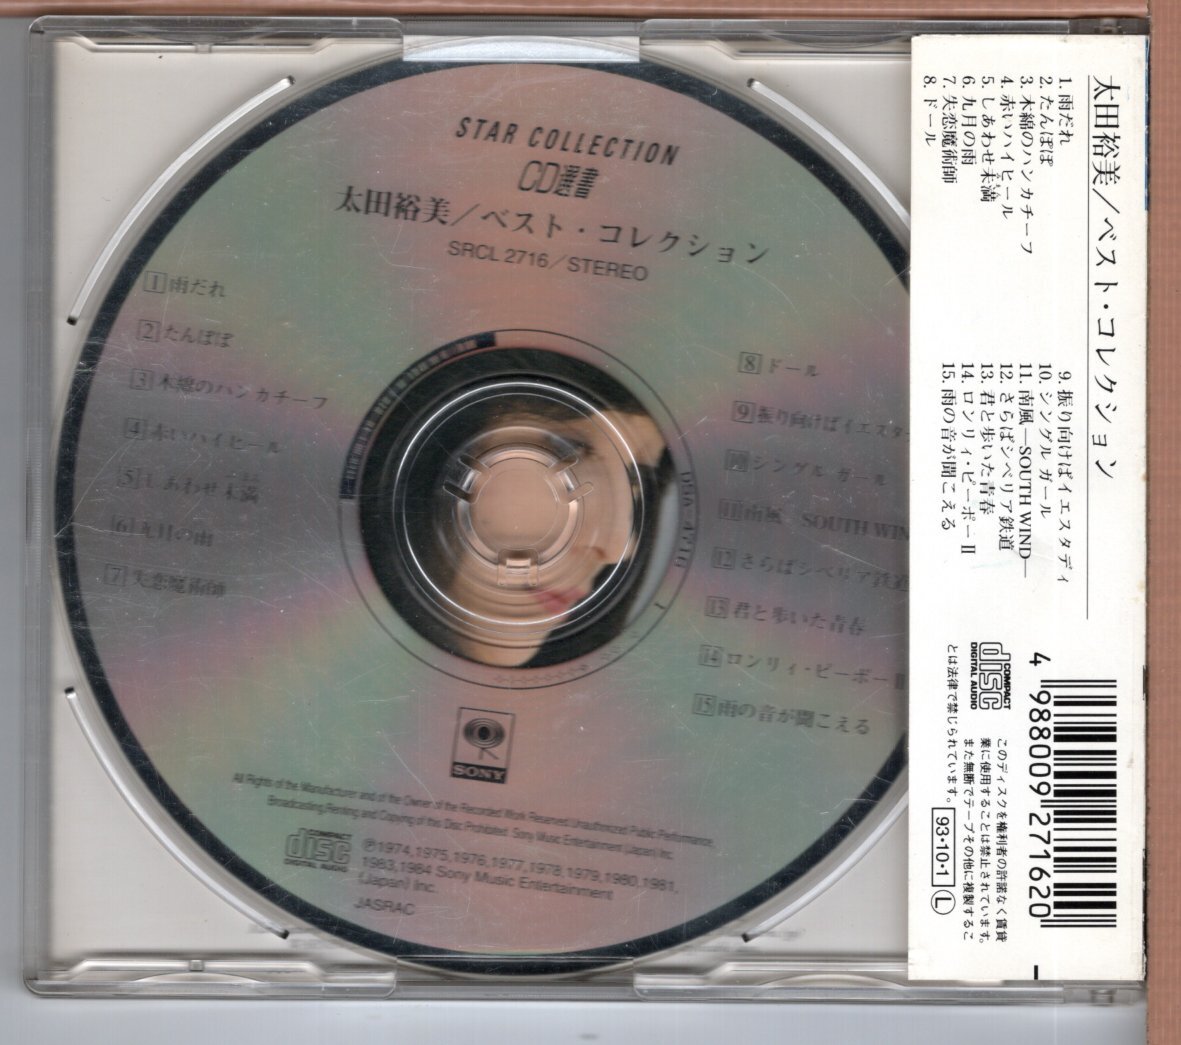 STAR COLLECTION
CD選書
太田裕美／ベスト・コレクション
SRCL 2716／STEREO
1 雨だれ
2 たんぽぽ
3 木綿のハンカチーフ
4 赤いハイヒール
5 しあわせ未満
6 九月の雨
7 失恋魔術師
8 ドール
9 振り向けばイエスタ
10 シングル ガール
11 南風 SOUTH WIN
12 さらばシベリア鉄道
13 君と歩いた青春
14 ロンリィ・ピーポーII
15 雨の音が聞こえる
SONY
All Rights of the Manufacturer and of the Owner of the Recorded Work Reserved. Unauthorized Public Performance,
Broadcasting, Renting and Copying of this Disc Prohibited. Sony Music Entertainment (Japan) Inc.
COMPACT
disc
DIGITAL AUDIO
Ⓟ1974,1975,1976,1977,1978,1979,1980,1981,
1983,1984 Sony Music Entertainment
(Japan) Inc.
JASRAC
太田裕美／ベスト・コレクション
1. 雨だれ
2. たんぽぽ
3. 木綿のハンカチーフ
4. 赤いハイヒール
5. しあわせ未満
6. 九月の雨
7. 失恋魔術師
8. ドール
9. 振り向けばイエスタディ
10. シングル ガール
11. 南風―SOUTH WIND―
12. さらばシベリア鉄道
13. 君と歩いた青春
14. ロンリィ・ピーポーII
15. 雨の音が聞こえる
4 988009 271620
COMPACT
disc
DIGITAL AUDIO
このディスクを権利者の許諾なく賃貸
業に使用することは禁止されています。
また無断でテープその他に複製するこ
とは法律で禁じられています。
93・10・1 L